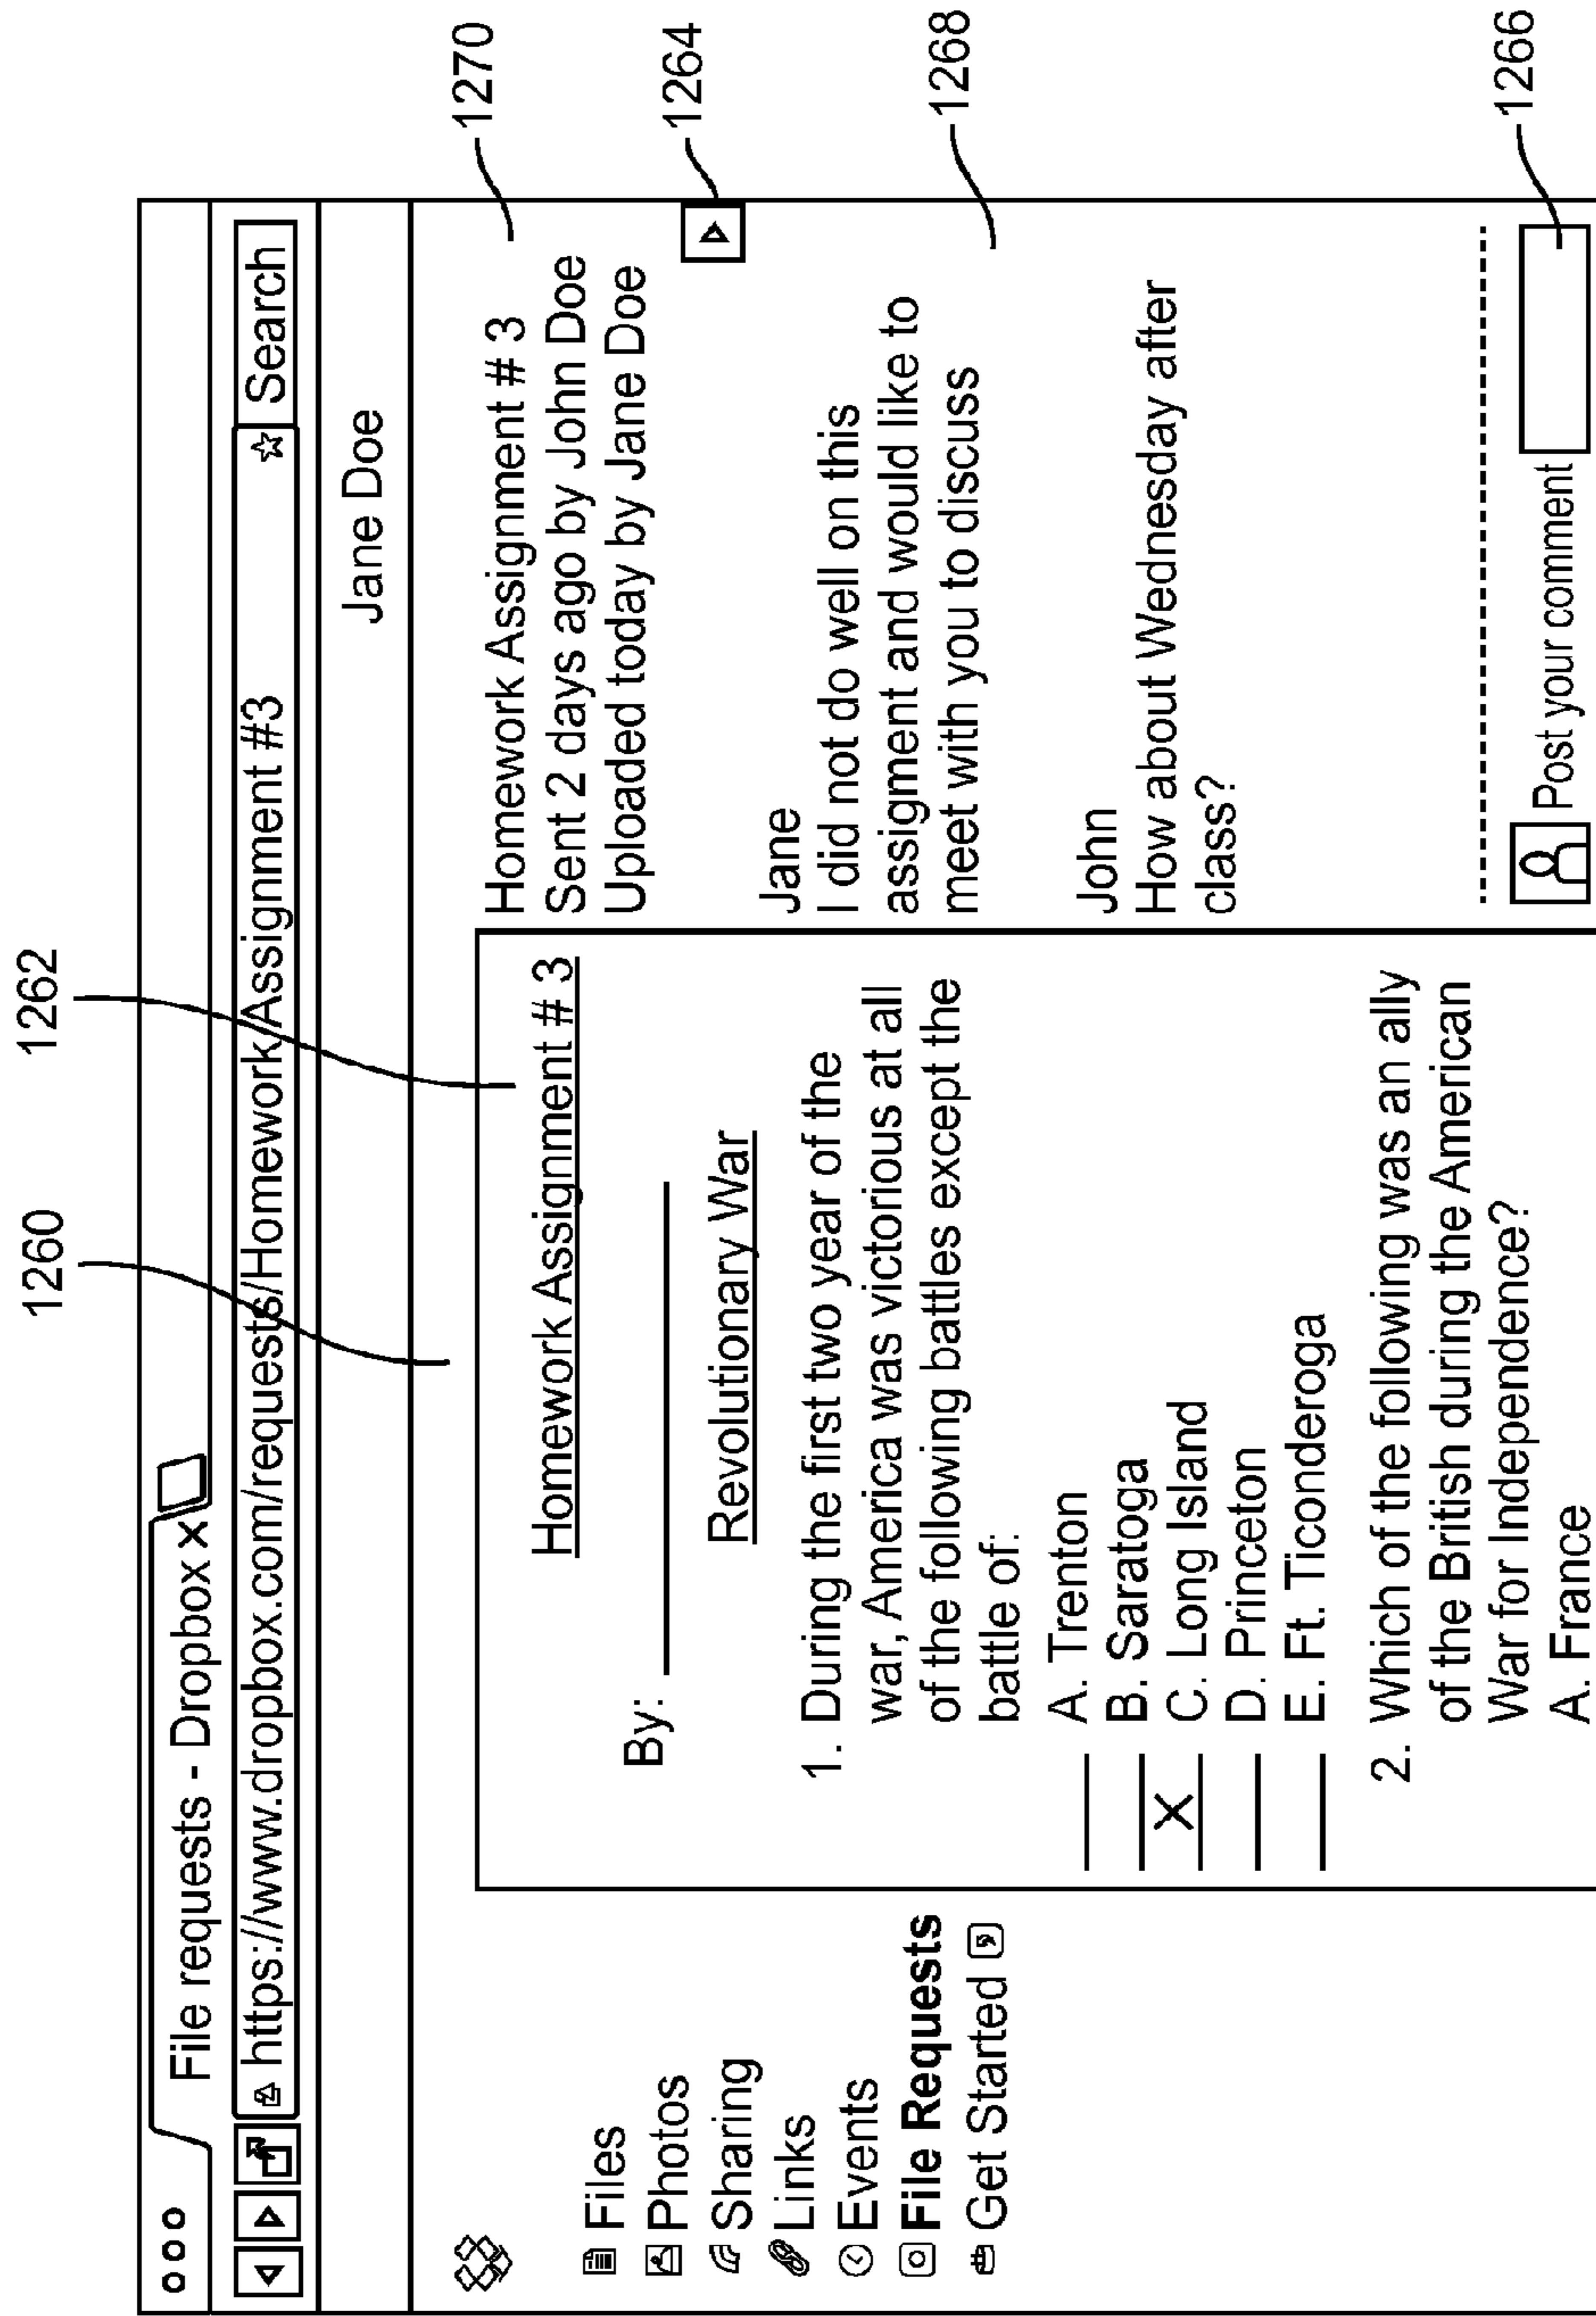 1260
1262
File requests - Dropbox X
https://www.dropbox.com/requests/Homework Assignment #3
Search
Jane Doe
Files
Photos
Sharing
Links
Events
File Requests
Get Started
Homework Assignment # 3
By:
Revolutionary War
1. During the first two year of the
war, America was victorious at all
of the following battles except the
battle of:
A. Trenton
B. Saratoga
X C. Long Island
D. Princeton
E. Ft. Ticonderoga
2. Which of the following was an ally
of the British during the American
War for Independence?
A. France
Homework Assignment # 3
Sent 2 days ago by John Doe
Uploaded today by Jane Doe
Jane
I did not do well on this
assigment and would like to
meet with you to discuss
John
How about Wednesday after
class?
Post your comment
1270
1264
1268
1266